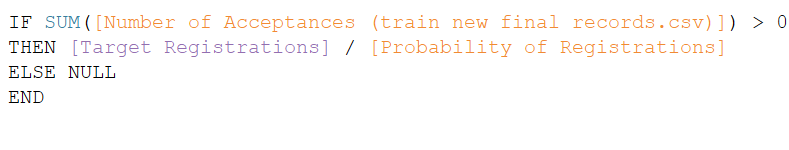 IF SUM([Number of Acceptances (train new final records.csv)]) > 0
THEN [Target Registrations] / [Probability of Registrations]
ELSE NULL
END